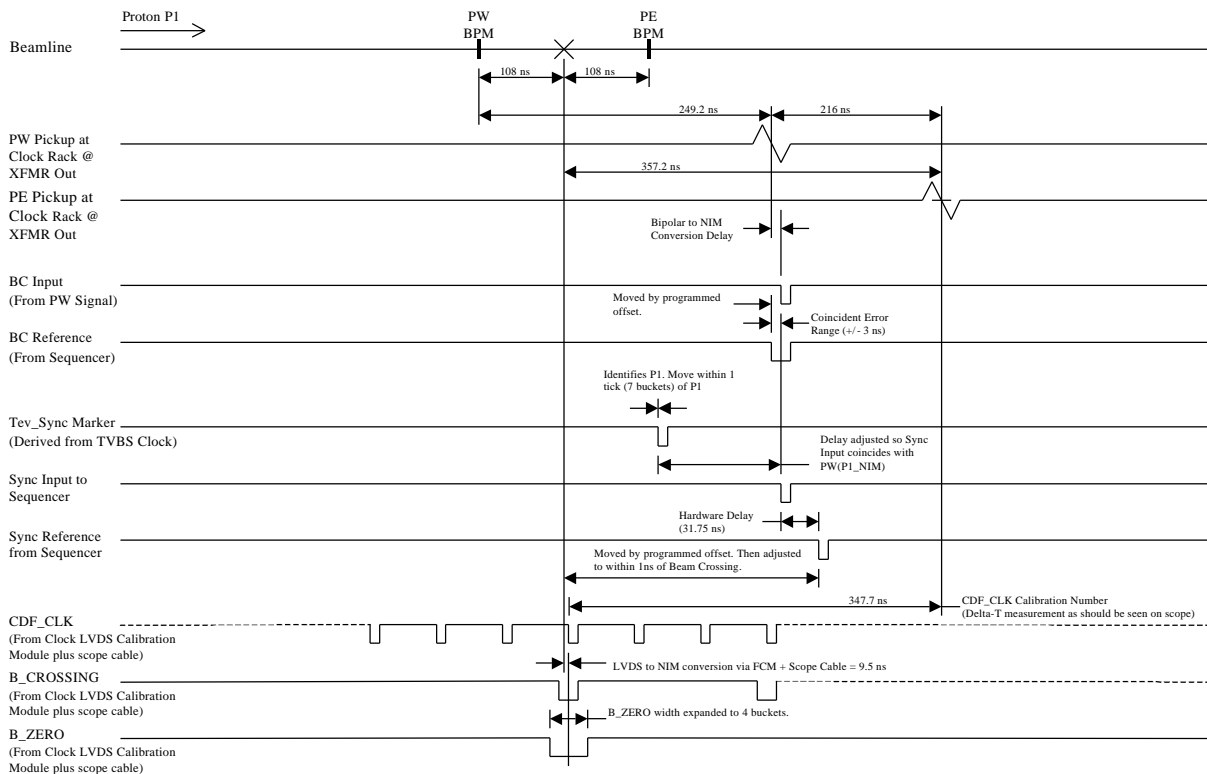 Proton P1
PW
BPM
PE
BPM
Beamline
108 ns
108 ns
249.2 ns
216 ns
PW Pickup at
Clock Rack @
XFMR Out
357.2 ns
PE Pickup at
Clock Rack @
XFMR Out
Bipolar to NIM
Conversion Delay
BC Input
(From PW Signal)
Moved by programmed
offset.
Coincident Error
Range (+/- 3 ns)
BC Reference
(From Sequencer)
Identifies P1. Move within 1
tick (7 buckets) of P1
Tev_Sync Marker
(Derived from TVBS Clock)
Delay adjusted so Sync
Input coincides with
PW(P1_NIM)
Sync Input to
Sequencer
Hardware Delay
(31.75 ns)
Sync Reference
from Sequencer
Moved by programmed offset. Then adjusted
to within 1ns of Beam Crossing.
347.7 ns
CDF_CLK Calibration Number
(Delta-T measurement as should be seen on scope)
CDF_CLK
(From Clock LVDS Calibration
Module plus scope cable)
LVDS to NIM conversion via FCM + Scope Cable = 9.5 ns
B_CROSSING
(From Clock LVDS Calibration
Module plus scope cable)
B_ZERO width expanded to 4 buckets.
B_ZERO
(From Clock LVDS Calibration
Module plus scope cable)